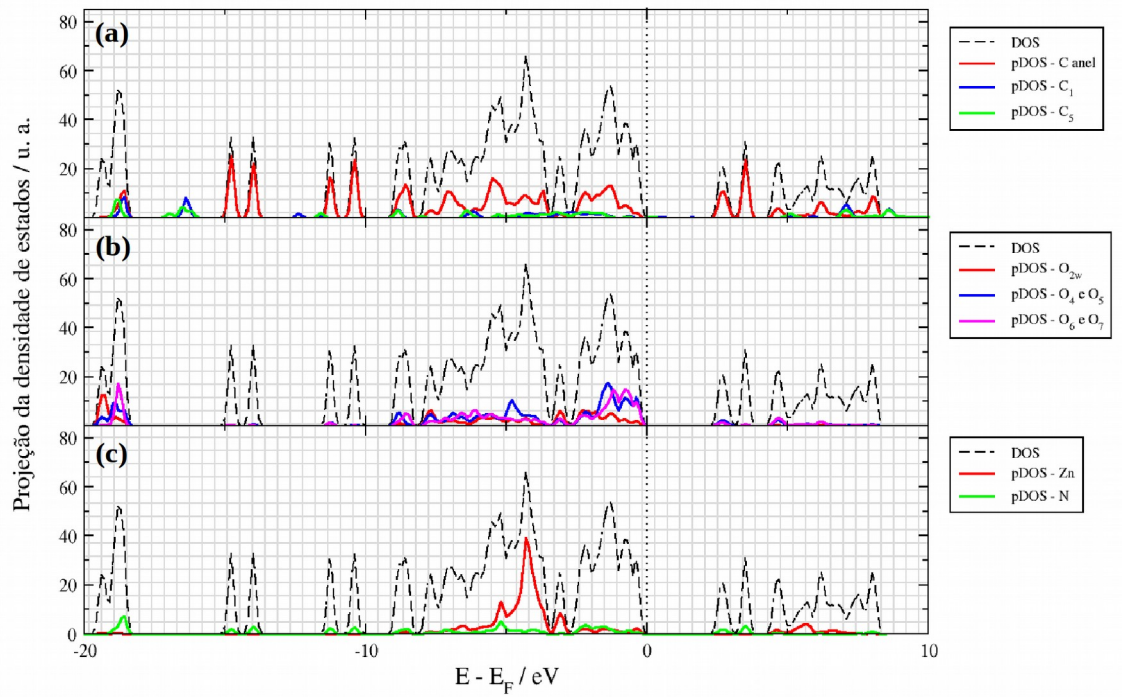 Projeção da densidade de estados / u. a.
(a)
80
60
40
20
DOS
pDOS - C anel
pDOS - C₁
pDOS - C₅
(b)
80
60
40
20
DOS
pDOS - O₂w
pDOS - O₄ e O₅
pDOS - O₆ e O₇
(c)
80
60
40
20
0
DOS
pDOS - Zn
pDOS - N
-20
-10
0
10
E - E_F / eV